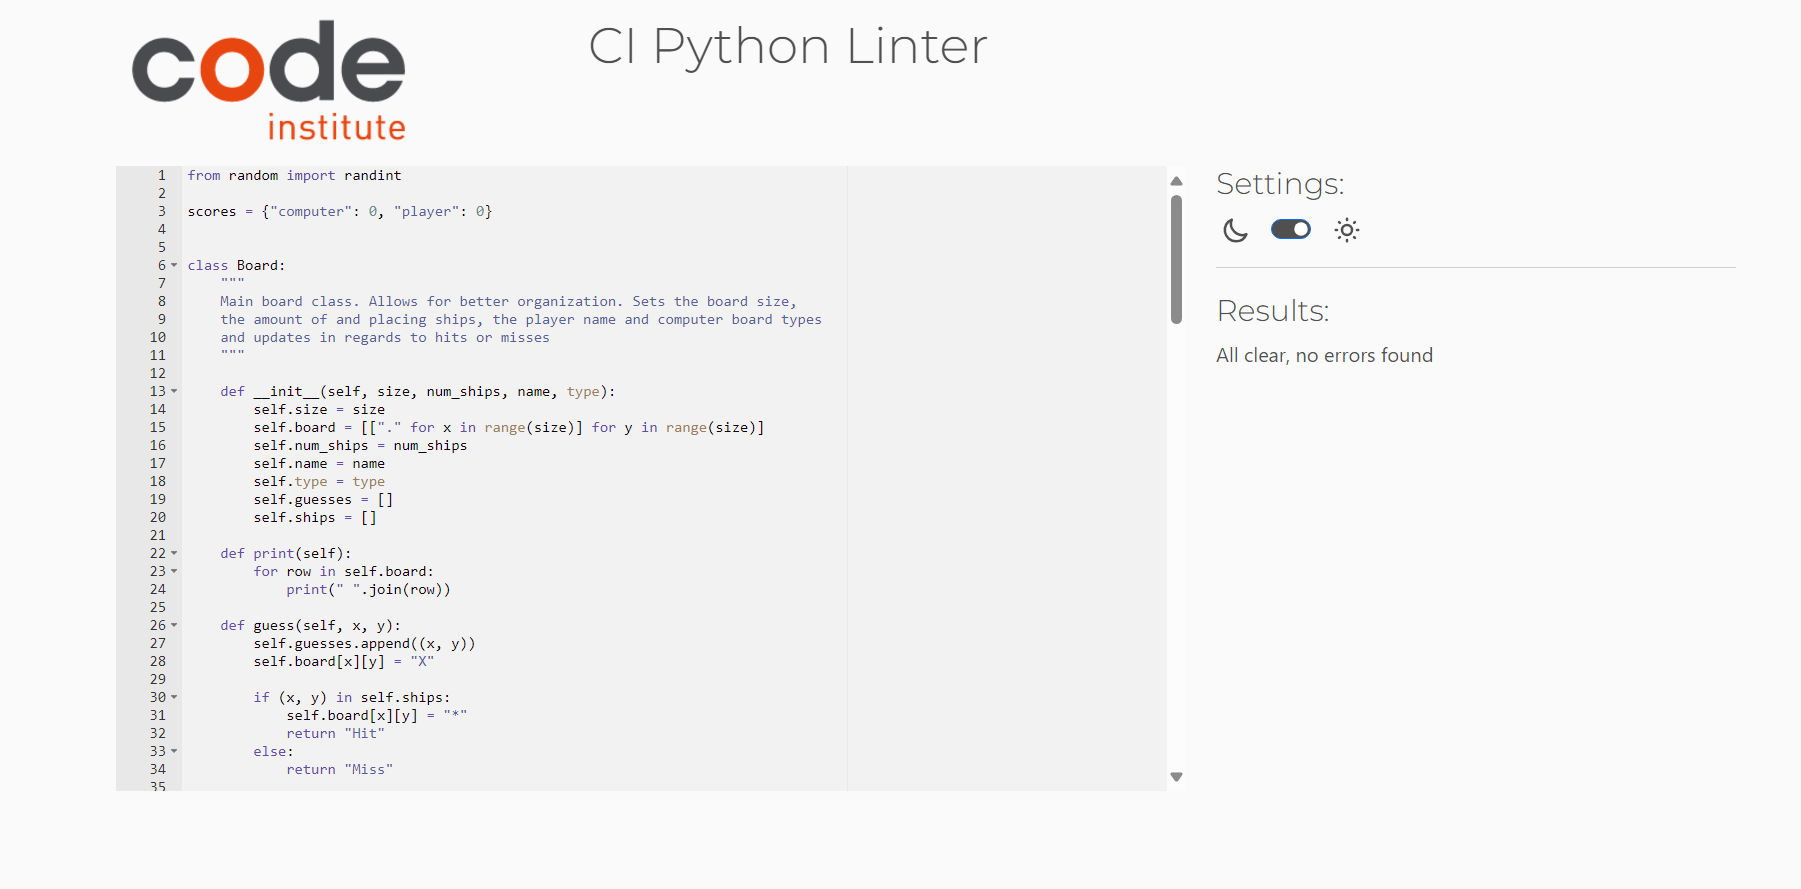 code
institute
CI Python Linter
1 from random import randint
2
3 scores = {"computer": 0, "player": 0}
4
5
6 class Board:
7     """
8     Main board class. Allows for better organization. Sets the board size,
9     the amount of and placing ships, the player name and computer board types
10     and updates in regards to hits or misses
11     """
12
13     def __init__(self, size, num_ships, name, type):
14         self.size = size
15         self.board = [["." for x in range(size)] for y in range(size)]
16         self.num_ships = num_ships
17         self.name = name
18         self.type = type
19         self.guesses = []
20         self.ships = []
21
22     def print(self):
23         for row in self.board:
24             print(" ".join(row))
25
26     def guess(self, x, y):
27         self.guesses.append((x, y))
28         self.board[x][y] = "X"
29
30         if (x, y) in self.ships:
31             self.board[x][y] = "*"
32             return "Hit"
33         else:
34             return "Miss"
35
Settings:
Results:
All clear, no errors found